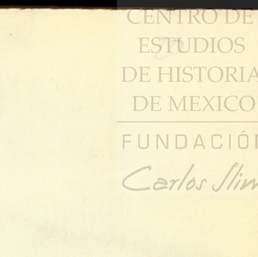 CENTRO DE
ESTUDIOS
DE HISTORIA
DE MEXICO
FUNDACIÓN
Carlos Slim